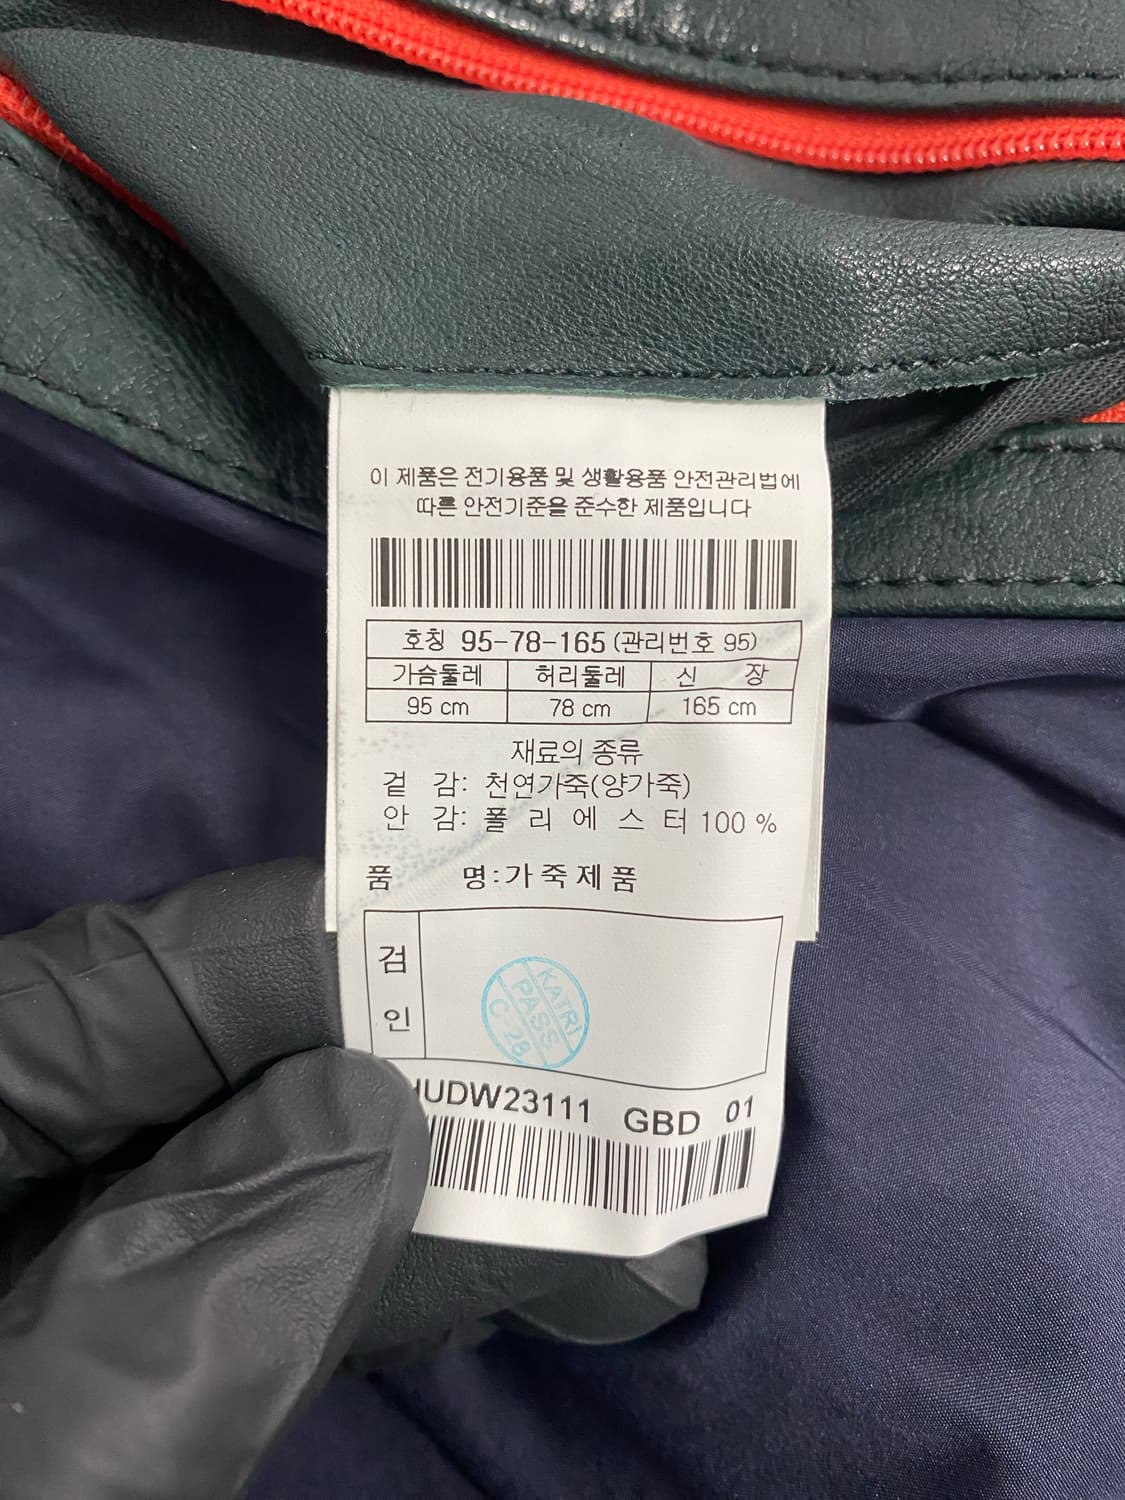 이 제품은 전기용품 및 생활용품 안전관리법에
따른 안전기준을 준수한 제품입니다
호칭 95-78-165 (관리번호 95)
가슴둘레 허리둘레 신 장
95 cm 78 cm 165 cm
재료의 종류
겉 감: 천연가죽(양가죽)
안 감: 폴 리 에 스 터 100 %
품 명:가죽제품
검
인
KATRI
PASS
C 28
HUDW23111 GBD 01